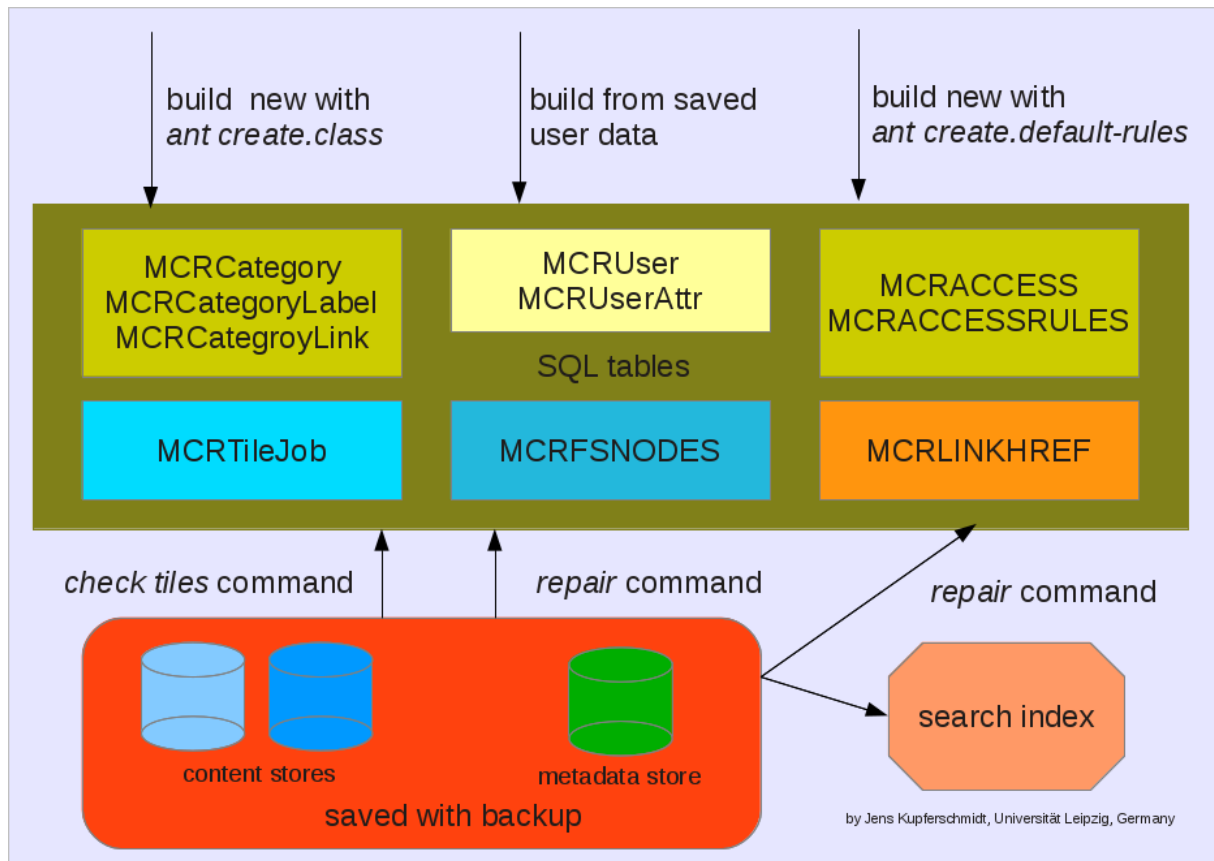 build new with
ant create.class
build from saved
user data
build new with
ant create.default-rules
MCRCategory
MCRCategoryLabel
MCRCategroyLink
MCRUser
MCRUserAttr
MCRACCESS
MCRACCESSRULES
SQL tables
MCRTileJob
MCRFSNODES
MCRLINKHREF
check tiles command
repair command
repair command
content stores
metadata store
saved with backup
search index
by Jens Kupferschmidt, Universität Leipzig, Germany